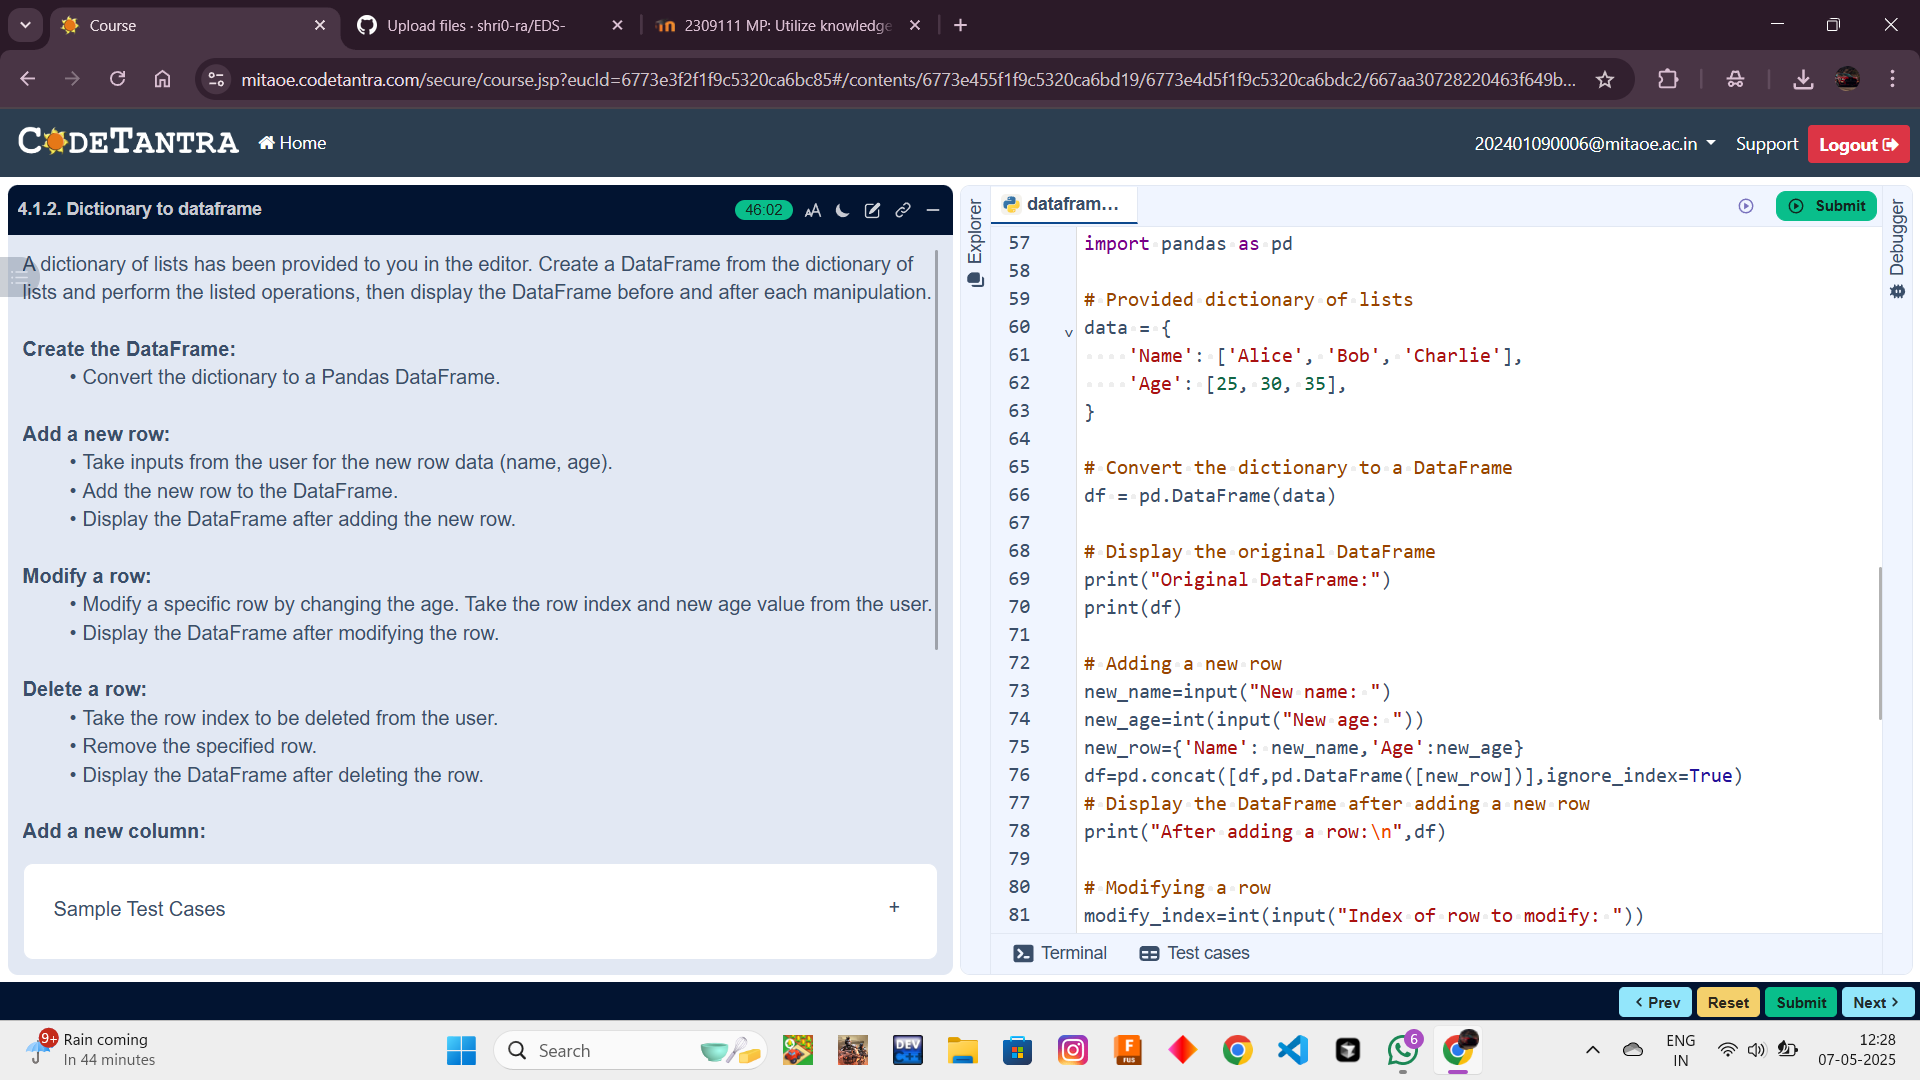 Course
Upload files · shri0-ra/EDS-
2309111 MP: Utilize knowledge
mitaoe.codetantra.com/secure/course.jsp?eucId=6773e3f2f1f9c5320ca6bc85#/contents/6773e455f1f9c5320ca6bd19/6773e4d5f1f9c5320ca6bdc2/667aa30728220463f649b...
CODETANTRA
Home
202401090006@mitaoe.ac.in
Support
Logout
4.1.2. Dictionary to dataframe
46:02
AA
A dictionary of lists has been provided to you in the editor. Create a DataFrame from the dictionary of
lists and perform the listed operations, then display the DataFrame before and after each manipulation.
Create the DataFrame:
• Convert the dictionary to a Pandas DataFrame.
Add a new row:
• Take inputs from the user for the new row data (name, age).
• Add the new row to the DataFrame.
• Display the DataFrame after adding the new row.
Modify a row:
• Modify a specific row by changing the age. Take the row index and new age value from the user.
• Display the DataFrame after modifying the row.
Delete a row:
• Take the row index to be deleted from the user.
• Remove the specified row.
• Display the DataFrame after deleting the row.
Add a new column:
Sample Test Cases
+
Explorer
datafram...
Submit
Debugger
57 import pandas as pd
58
59 # Provided dictionary of lists
60 data = {
61     'Name': ['Alice', 'Bob', 'Charlie'],
62     'Age': [25, 30, 35],
63 }
64
65 # Convert the dictionary to a DataFrame
66 df = pd.DataFrame(data)
67
68 # Display the original DataFrame
69 print("Original DataFrame:")
70 print(df)
71
72 # Adding a new row
73 new_name=input("New name: ")
74 new_age=int(input("New age: "))
75 new_row={'Name': new_name,'Age':new_age}
76 df=pd.concat([df,pd.DataFrame([new_row])],ignore_index=True)
77 # Display the DataFrame after adding a new row
78 print("After adding a row:\n",df)
79
80 # Modifying a row
81 modify_index=int(input("Index of row to modify: "))
Terminal
Test cases
< Prev
Reset
Submit
Next >
9+
Rain coming
In 44 minutes
Search
DEV
F
FUS
6
ENG
IN
12:28
07-05-2025